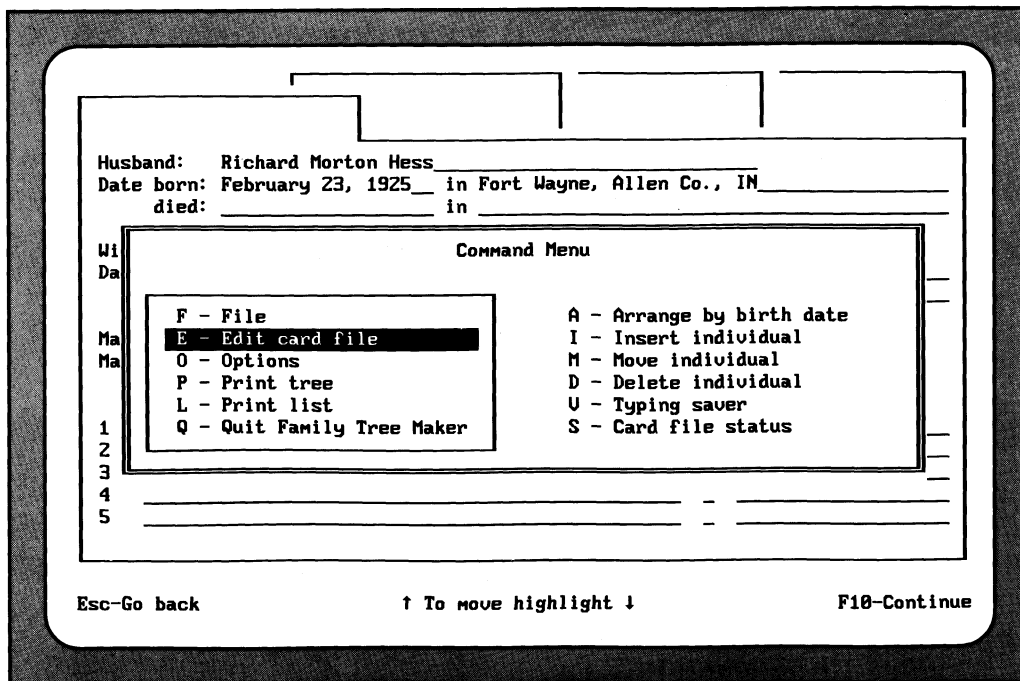 Husband: Richard Morton Hess
Date born: February 23, 1925 in Fort Wayne, Allen Co., IN
died: in
Wi
Command Menu
Da
F - File
A - Arrange by birth date
Ma
E - Edit card file
I - Insert individual
Ma
O - Options
M - Move individual
P - Print tree
D - Delete individual
L - Print list
V - Typing saver
1
Q - Quit Family Tree Maker
S - Card file status
2
3
4 -
5 -
Esc-Go back ↑ To move highlight ↓ F10-Continue